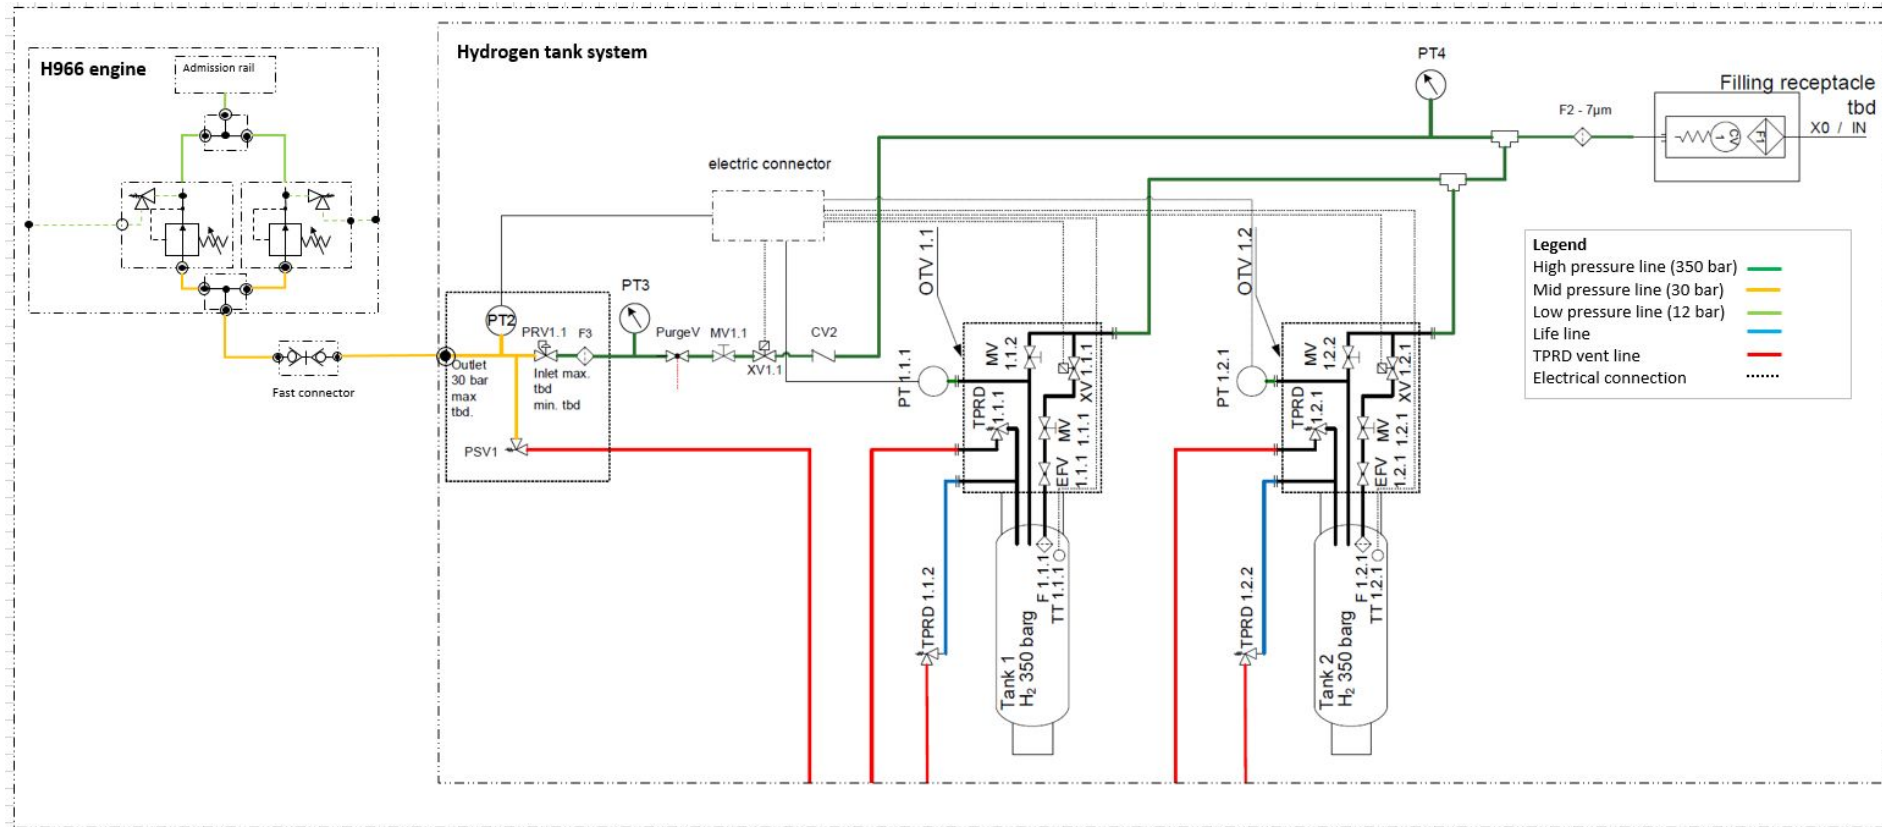 Hydrogen tank system
H966 engine
Admission rail
PT4
Filling receptacle
tbd
X0 / IN
F2 - 7µm
CV
1
F1
electric connector
OTV 1.1
OTV 1.2
Legend
High pressure line (350 bar)
Mid pressure line (30 bar)
Low pressure line (12 bar)
Life line
TPRD vent line
Electrical connection
PT3
PT2
PRV1.1
F3
PurgeV
MV1.1
XV1.1
CV2
Fast connector
Outlet
30 bar
max
tbd.
Inlet max.
tbd
min. tbd
PSV1
PT 1.1.1
MV
1.1.2
XV 1.1.1
TPRD
1.1.1
MV
1.1.1
EFV
1.1.1
TPRD 1.1.2
F 1.1.1
TT 1.1.1
Tank 1
H₂ 350 barg
PT 1.2.1
MV
1.2.2
XV 1.2.1
TPRD
1.2.1
MV
1.2.1
EFV
1.2.1
TPRD 1.2.2
F 1.2.1
TT 1.2.1
Tank 2
H₂ 350 barg